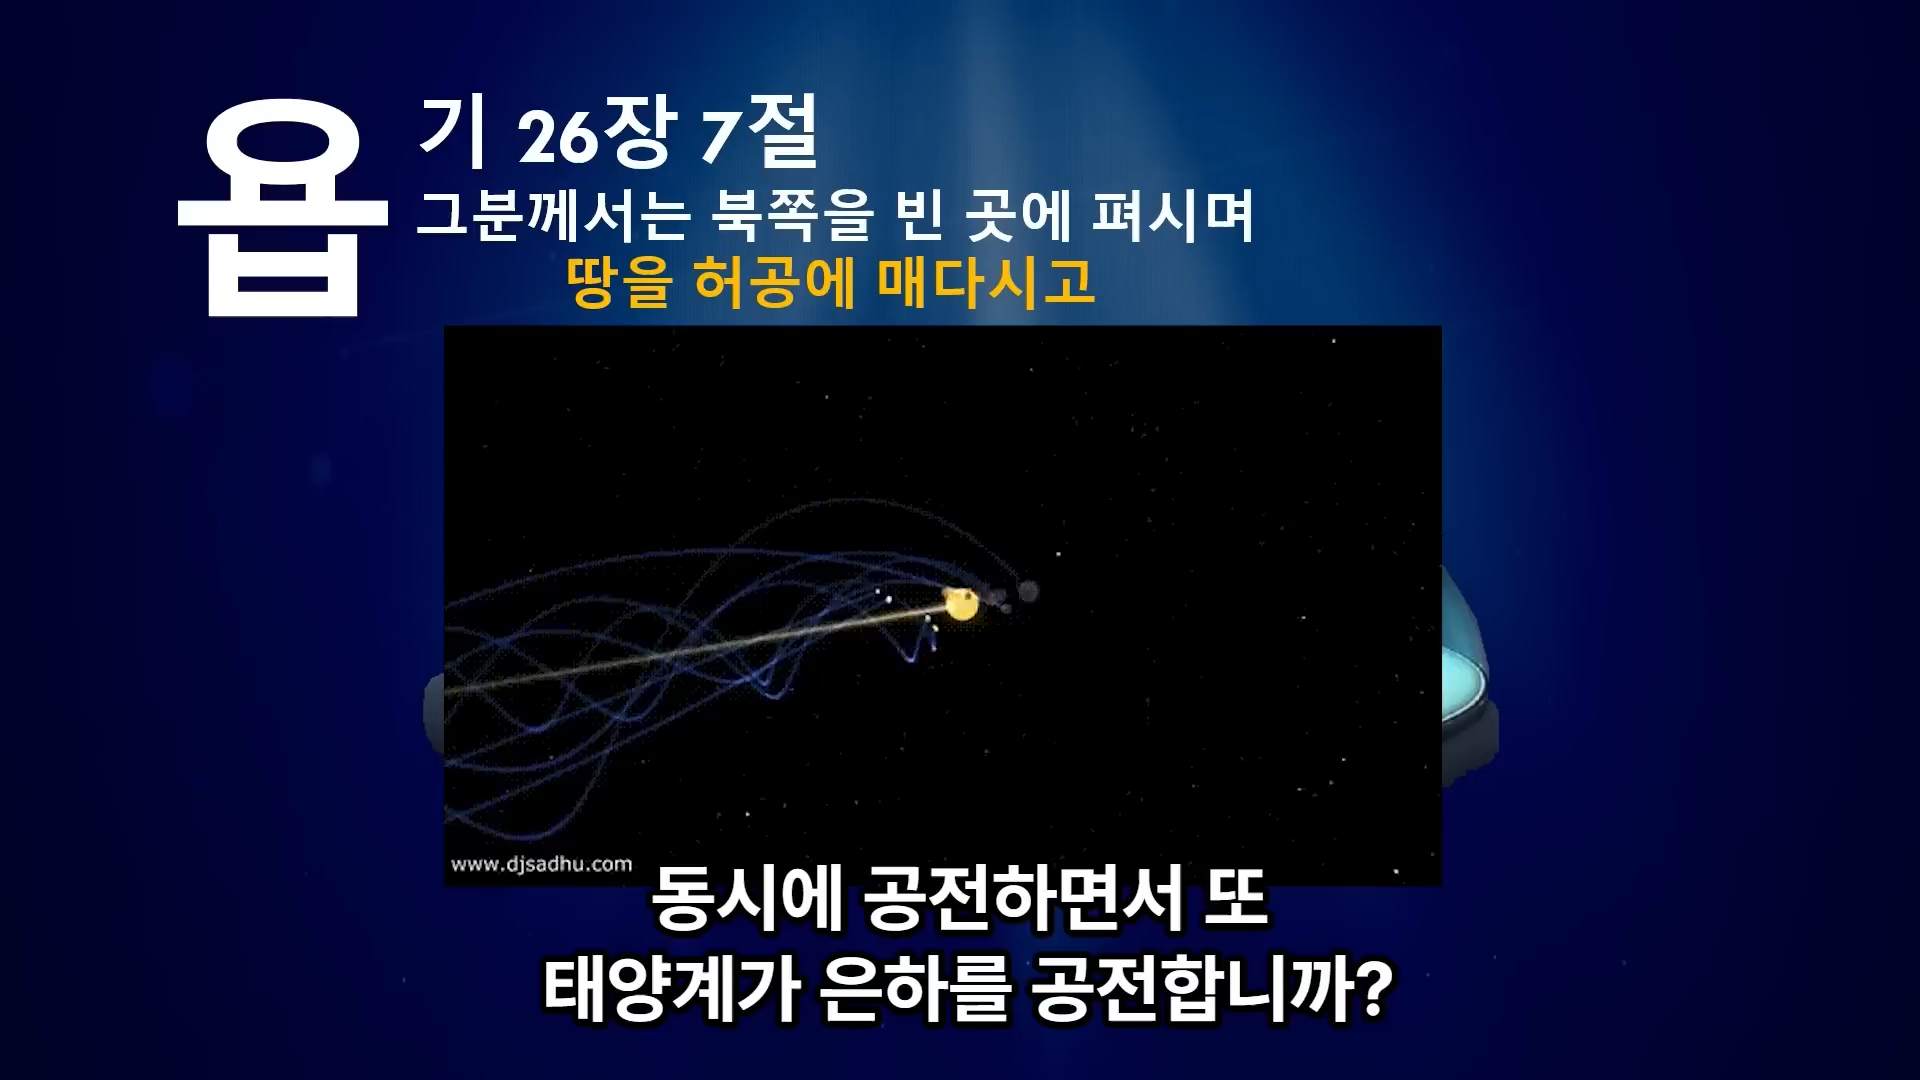 욥기 26장 7절
그분께서는 북쪽을 빈 곳에 펴시며
땅을 허공에 매다시고
www.djsadhu.com
동시에 공전하면서 또
태양계가 은하를 공전합니까?